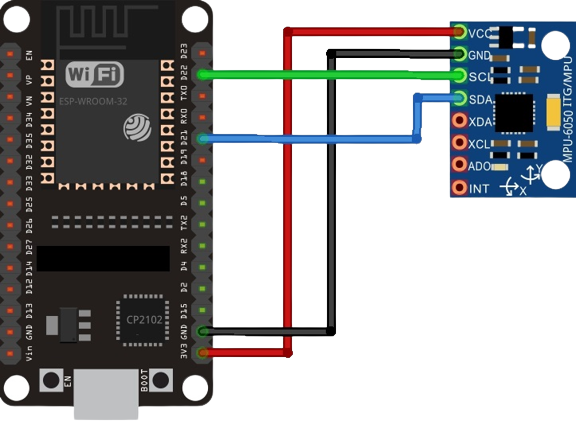 EN
VP
VN
D34
D35
D32
D33
D25
D26
D27
D14
D12
D13
GND
Vin
WiFi
ESP-WROOM-32
CP2102
EN
BOOT
D23
D22
TX0
RX0
D21
D19
D18
D5
TX2
RX2
D4
D2
D15
GND
3V3
VCC
GND
SCL
SDA
XDA
XCL
ADO
INT
MPU-6050 ITG/MPU
Y
X